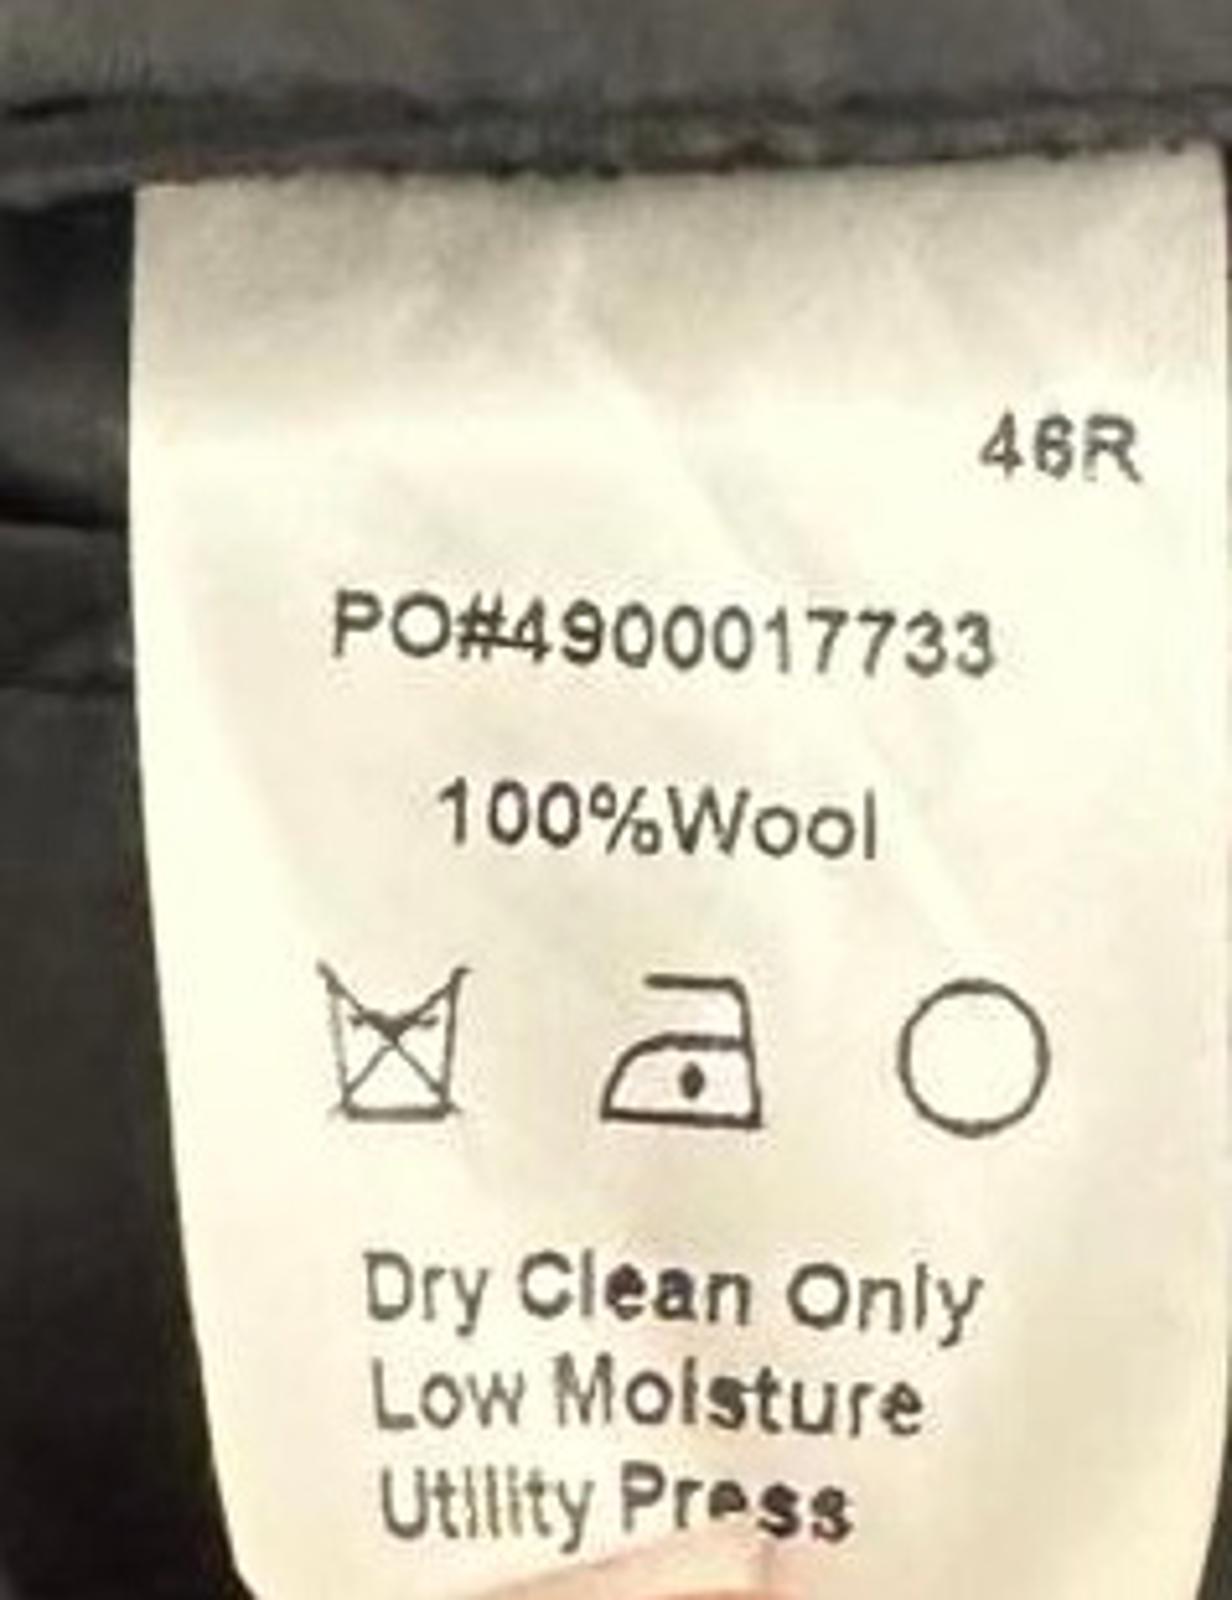 46R
PO#4900017733
100%Wool
Dry Clean Only
Low Moisture
Utility Press